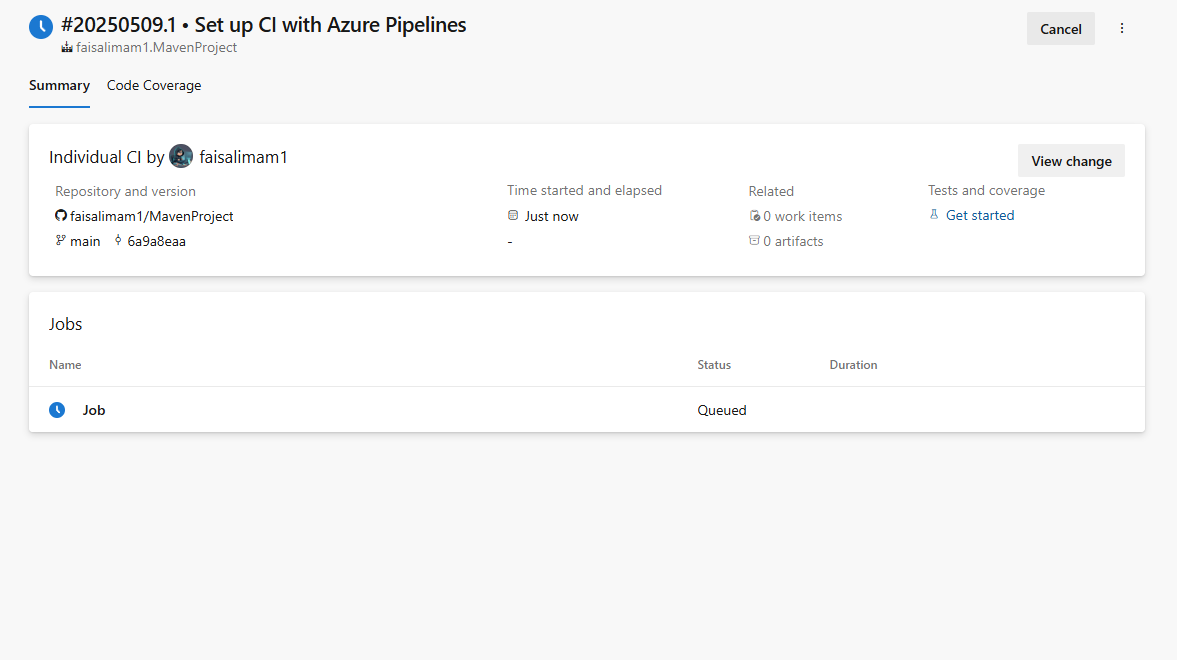 #20250509.1 • Set up CI with Azure Pipelines
faisalimam1.MavenProject
Cancel
Summary Code Coverage
Individual CI by faisalimam1
View change
Repository and version Time started and elapsed Related Tests and coverage
faisalimam1/MavenProject Just now 0 work items Get started
main 6a9a8eaa - 0 artifacts
Jobs
Name Status Duration
Job Queued